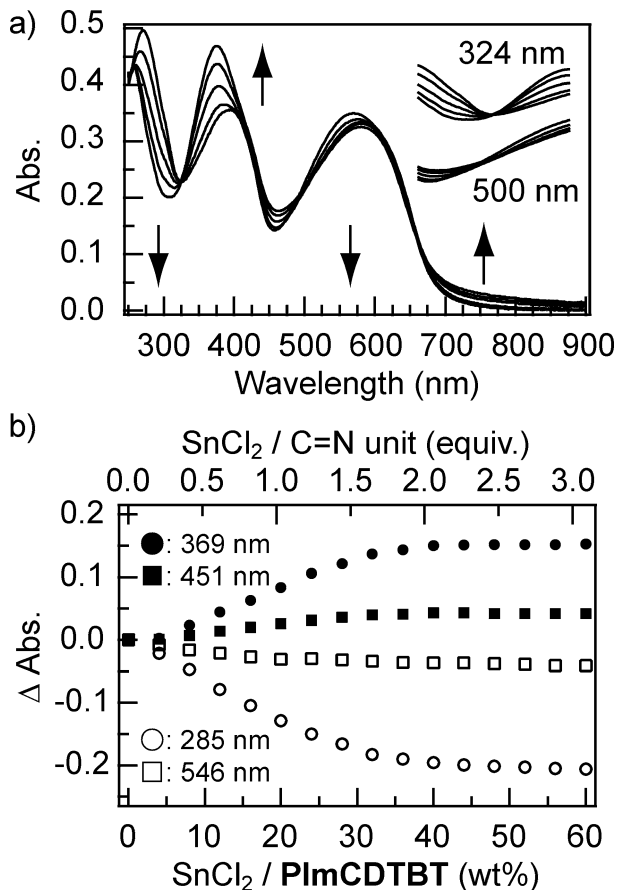 a)
0.5
0.4
0.3
0.2
0.1
0.0
Abs.
324 nm
500 nm
300 400 500 600 700 800 900
Wavelength (nm)
b)
SnCl₂ / C=N unit (equiv.)
0.0 0.5 1.0 1.5 2.0 2.5 3.0
0.2
0.1
0.0
-0.1
-0.2
Δ Abs.
: 369 nm
: 451 nm
: 285 nm
: 546 nm
0 10 20 30 40 50 60
SnCl₂ / PImCDTBT (wt%)